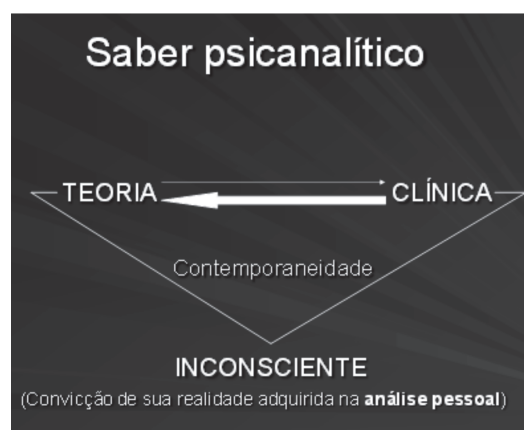 Saber psicanalítico
TEORIA CLÍNICA
Contemporaneidade
INCONSCIENTE
(Convicção de sua realidade adquirida na análise pessoal)